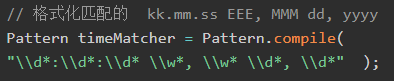 // 格式化匹配的  kk.mm.ss EEE, MMM dd, yyyy
Pattern timeMatcher = Pattern.compile(
"\\d*:\\d*:\\d* \\w*, \\w* \\d*, \\d*"  );